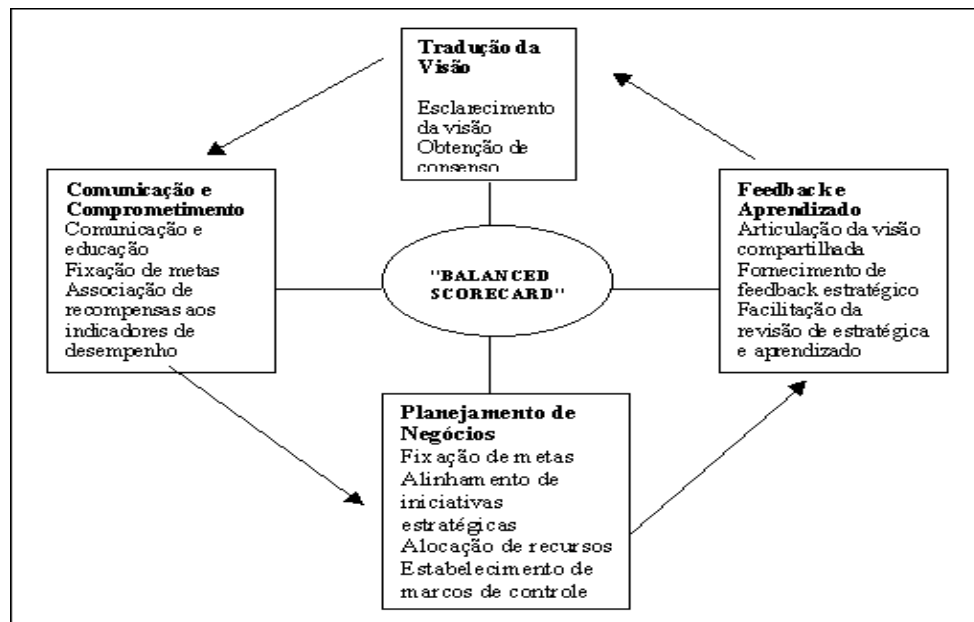 Tradução da
Visão
Esclarecimento
da visão
Obtenção de
consenso
Comunicação e
Comprometimento
Comunicação e
educação
Fixação de metas
Associação de
recompensas aos
indicadores de
desempenho
"BALANCED
SCORECARD"
Feedback e
Aprendizado
Articulação da visão
compartilhada
Fornecimento de
feedback estratégico
Facilitação da
revisão de estratégica
e aprendizado
Planejamento de
Negócios
Fixação de metas
Alinhamento de
iniciativas
estratégicas
Alocação de recursos
Estabelecimento de
marcos de controle